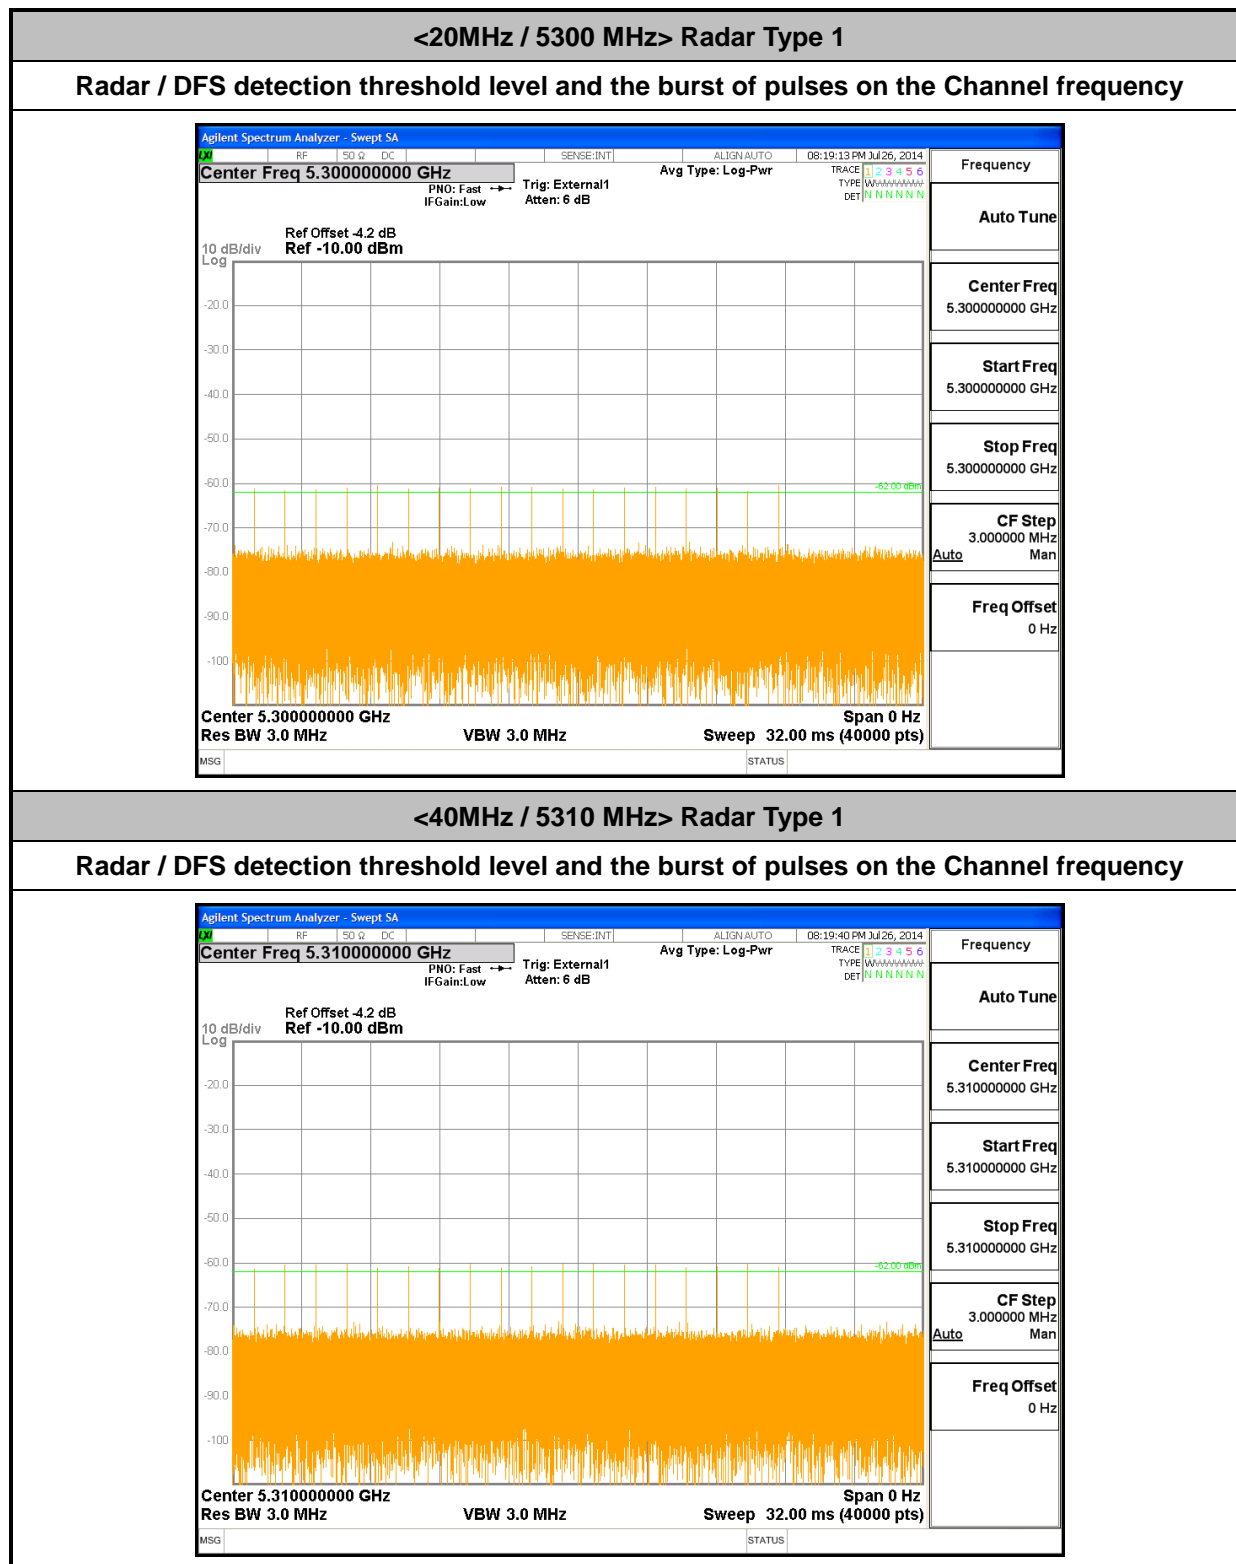 <20MHz / 5300 MHz> Radar Type 1
Radar / DFS detection threshold level and the burst of pulses on the Channel frequency
Agilent Spectrum Analyzer - Swept SA
LXI RF 50 Ω DC SENSE:INT ALIGN AUTO 08:19:13 PM Jul 26, 2014
Center Freq 5.300000000 GHz
PNO: Fast
IFGain:Low
Trig: External1
Atten: 6 dB
Avg Type: Log-Pwr
TRACE 1 2 3 4 5 6
TYPE
DET N N N N N N
Ref Offset -4.2 dB
10 dB/div Ref -10.00 dBm
Log
-20.0
-30.0
-40.0
-50.0
-60.0
-62.00 dBm
-70.0
-80.0
-90.0
-100
Center 5.300000000 GHz Span 0 Hz
Res BW 3.0 MHz VBW 3.0 MHz Sweep 32.00 ms (40000 pts)
MSG STATUS
Frequency
Auto Tune
Center Freq
5.300000000 GHz
Start Freq
5.300000000 GHz
Stop Freq
5.300000000 GHz
CF Step
3.000000 MHz
Auto Man
Freq Offset
0 Hz
<40MHz / 5310 MHz> Radar Type 1
Radar / DFS detection threshold level and the burst of pulses on the Channel frequency
Agilent Spectrum Analyzer - Swept SA
LXI RF 50 Ω DC SENSE:INT ALIGN AUTO 08:19:40 PM Jul 26, 2014
Center Freq 5.310000000 GHz
PNO: Fast
IFGain:Low
Trig: External1
Atten: 6 dB
Avg Type: Log-Pwr
TRACE 1 2 3 4 5 6
TYPE
DET N N N N N N
Ref Offset -4.2 dB
10 dB/div Ref -10.00 dBm
Log
-20.0
-30.0
-40.0
-50.0
-60.0
-62.00 dBm
-70.0
-80.0
-90.0
-100
Center 5.310000000 GHz Span 0 Hz
Res BW 3.0 MHz VBW 3.0 MHz Sweep 32.00 ms (40000 pts)
MSG STATUS
Frequency
Auto Tune
Center Freq
5.310000000 GHz
Start Freq
5.310000000 GHz
Stop Freq
5.310000000 GHz
CF Step
3.000000 MHz
Auto Man
Freq Offset
0 Hz